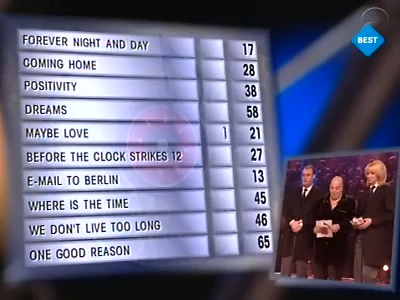 BEST
FOREVER NIGHT AND DAY 17
COMING HOME 28
POSITIVITY 38
DREAMS 58
MAYBE LOVE 1 21
BEFORE THE CLOCK STRIKES 12 27
E-MAIL TO BERLIN 13
WHERE IS THE TIME 45
WE DON'T LIVE TOO LONG 46
ONE GOOD REASON 65